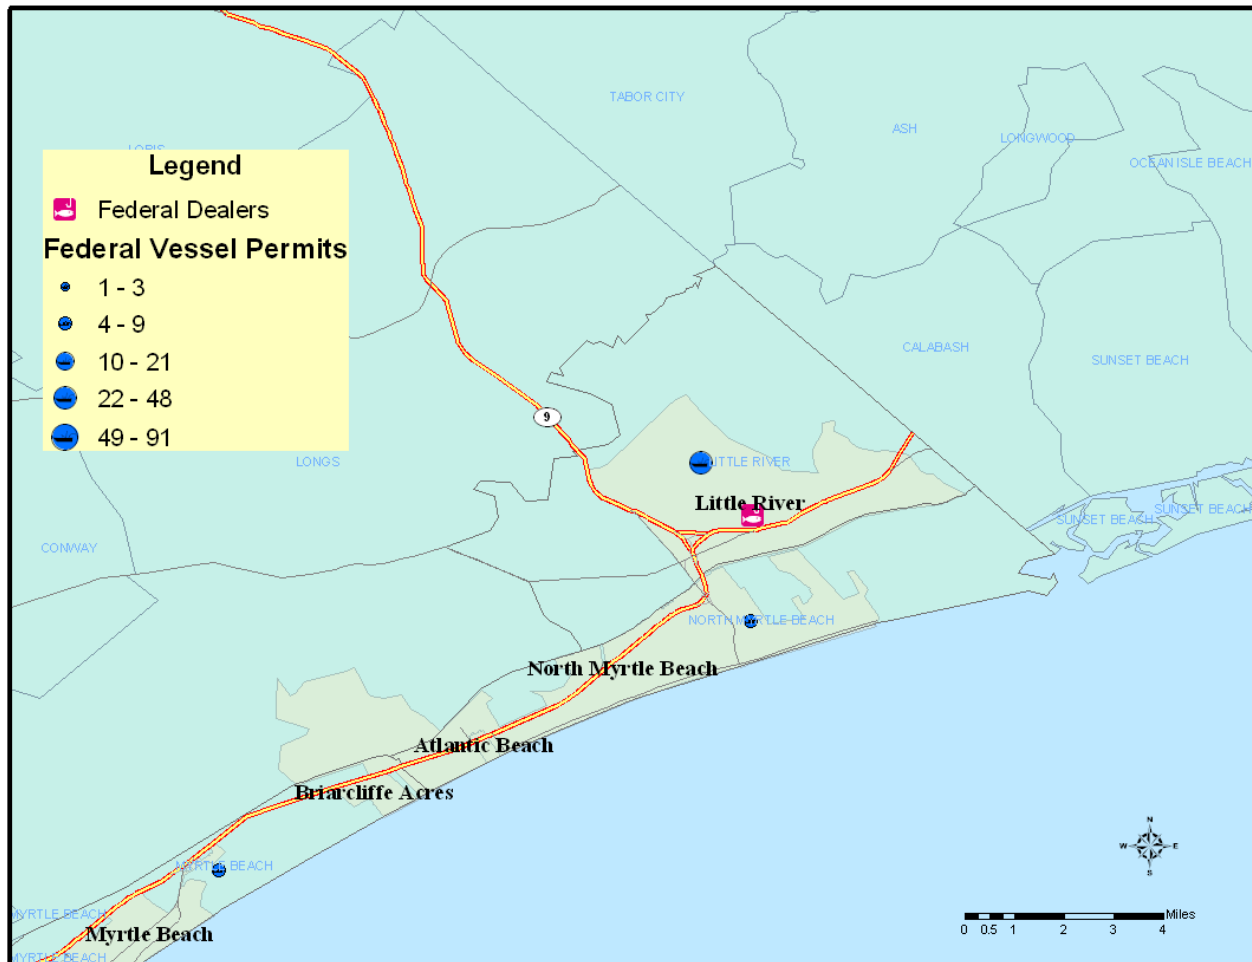 TABOR CITY
ASH
LONGWOOD
OCEAN ISLE BEACH
LORIS
Legend
Federal Dealers
Federal Vessel Permits
1 - 3
4 - 9
10 - 21
22 - 48
49 - 91
CALABASH
SUNSET BEACH
9
LONGS
LITTLE RIVER
Little River
SUNSET BEACH
SUNSET BEACH
CONWAY
NORTH MYRTLE BEACH
North Myrtle Beach
Atlantic Beach
Briarcliffe Acres
MYRTLE BEACH
N
W E
S
MYRTLE BEACH
Myrtle Beach
MYRTLE BEACH
Miles
0 0.5 1 2 3 4